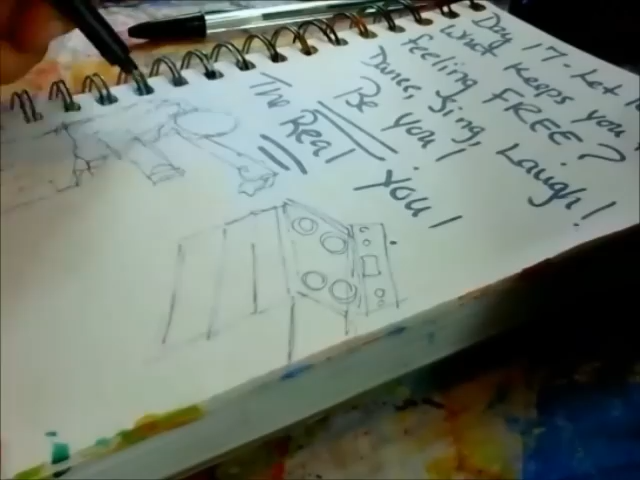 Day 17 - Let
What keeps you
feeling FREE?
Dance, Sing, Laugh!
Be you!
The Real you!